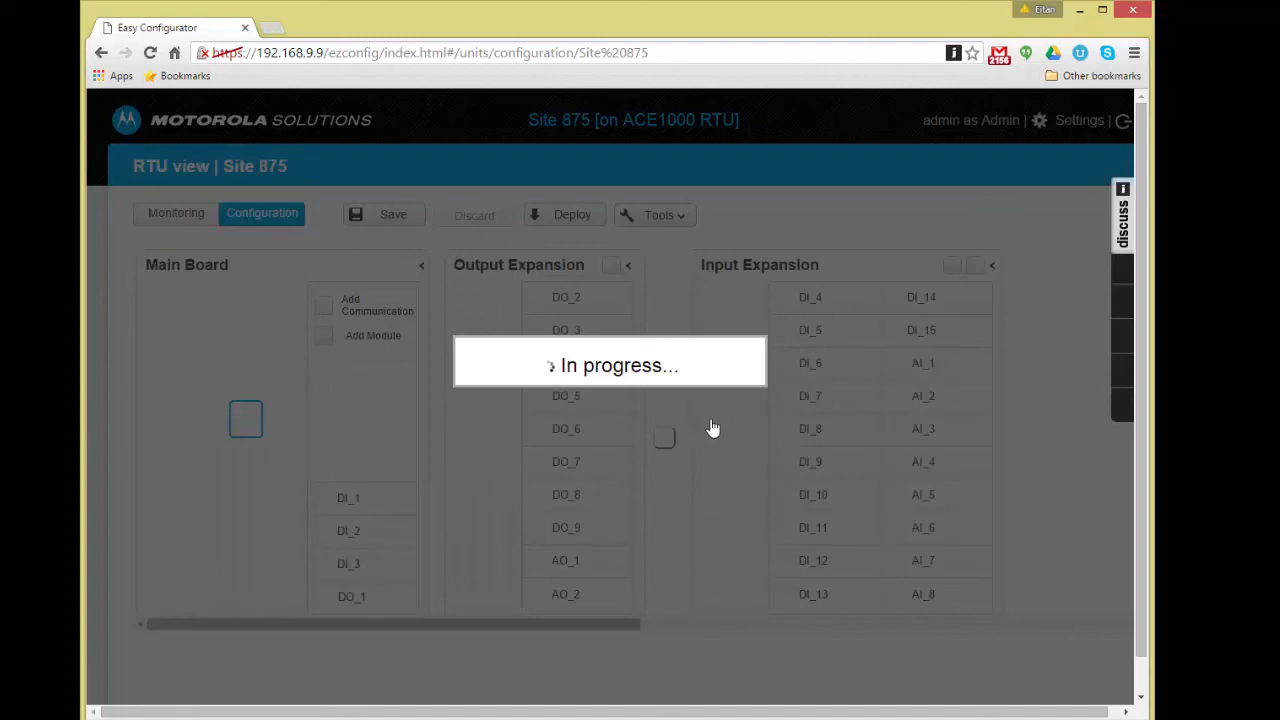 Eitan
Easy Configurator
https://192.168.9.9/ezconfig/index.html#/units/configuration/Site%20875
2156
Apps
Bookmarks
Other bookmarks
MOTOROLA SOLUTIONS
Site 875 [on ACE1000 RTU]
admin as Admin |
Settings |
RTU view | Site 875
discuss
Monitoring
Configuration
Save
Discard
Deploy
Tools
Main Board
Add
Communication
Add Module
DI_1
DI_2
DI_3
DO_1
Output Expansion
DO_2
DO_3
In progress...
DO_5
DO_6
DO_7
DO_8
DO_9
AO_1
AO_2
Input Expansion
DI_4 DI_14
DI_5 DI_15
DI_6 AI_1
DI_7 AI_2
DI_8 AI_3
DI_9 AI_4
DI_10 AI_5
DI_11 AI_6
DI_12 AI_7
DI_13 AI_8